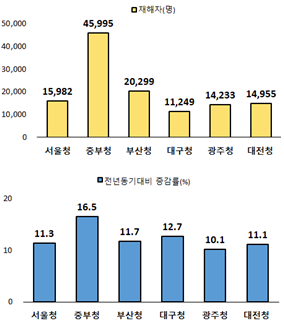 재해자(명)
50,000
40,000
30,000
20,000
10,000
0
15,982 45,995 20,299 11,249 14,233 14,955
서울청 중부청 부산청 대구청 광주청 대전청
전년동기대비 증감률(%)
20
10
0
11.3 16.5 11.7 12.7 10.1 11.1
서울청 중부청 부산청 대구청 광주청 대전청